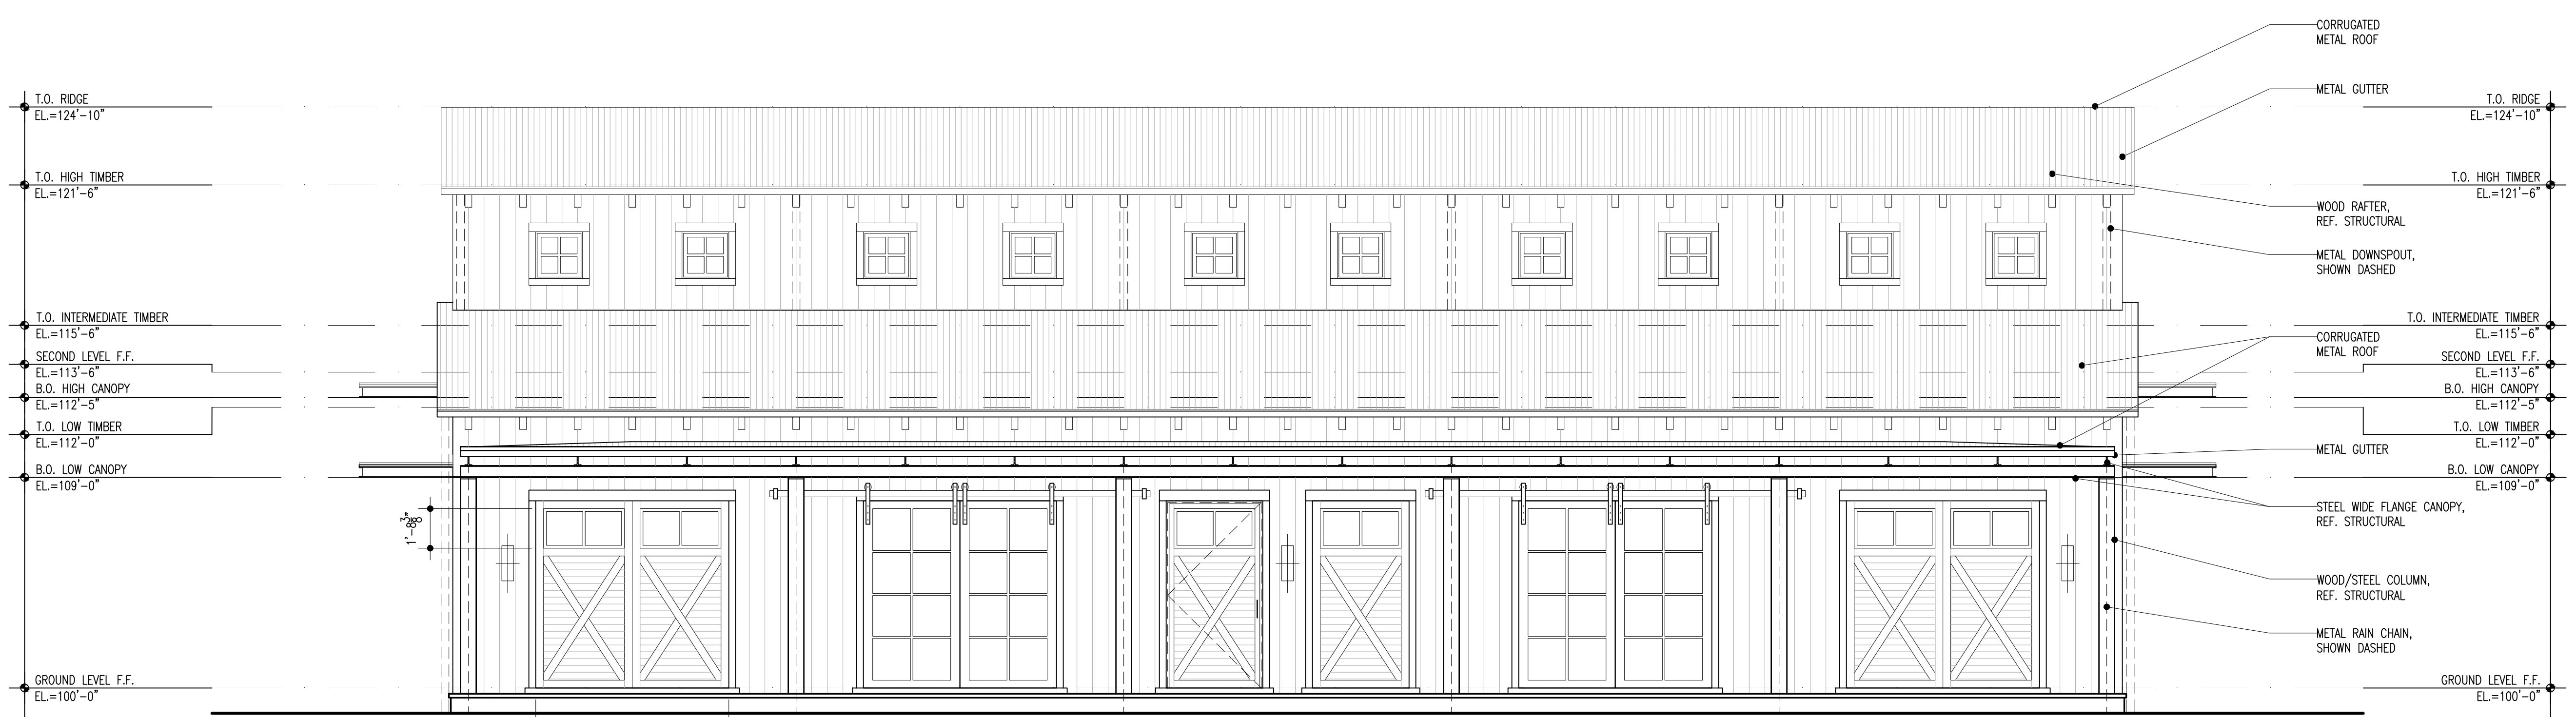 T.O. RIDGE
EL.=124'-10"
T.O. HIGH TIMBER
EL.=121'-6"
T.O. INTERMEDIATE TIMBER
EL.=115'-6"
SECOND LEVEL F.F.
EL.=113'-6"
B.O. HIGH CANOPY
EL.=112'-5"
T.O. LOW TIMBER
EL.=112'-0"
B.O. LOW CANOPY
EL.=109'-0"
GROUND LEVEL F.F.
EL.=100'-0"
1'-8 3/8"
CORRUGATED
METAL ROOF
METAL GUTTER
WOOD RAFTER,
REF. STRUCTURAL
METAL DOWNSPOUT,
SHOWN DASHED
CORRUGATED
METAL ROOF
METAL GUTTER
STEEL WIDE FLANGE CANOPY,
REF. STRUCTURAL
WOOD/STEEL COLUMN,
REF. STRUCTURAL
METAL RAIN CHAIN,
SHOWN DASHED
T.O. RIDGE
EL.=124'-10"
T.O. HIGH TIMBER
EL.=121'-6"
T.O. INTERMEDIATE TIMBER
EL.=115'-6"
SECOND LEVEL F.F.
EL.=113'-6"
B.O. HIGH CANOPY
EL.=112'-5"
T.O. LOW TIMBER
EL.=112'-0"
B.O. LOW CANOPY
EL.=109'-0"
GROUND LEVEL F.F.
EL.=100'-0"